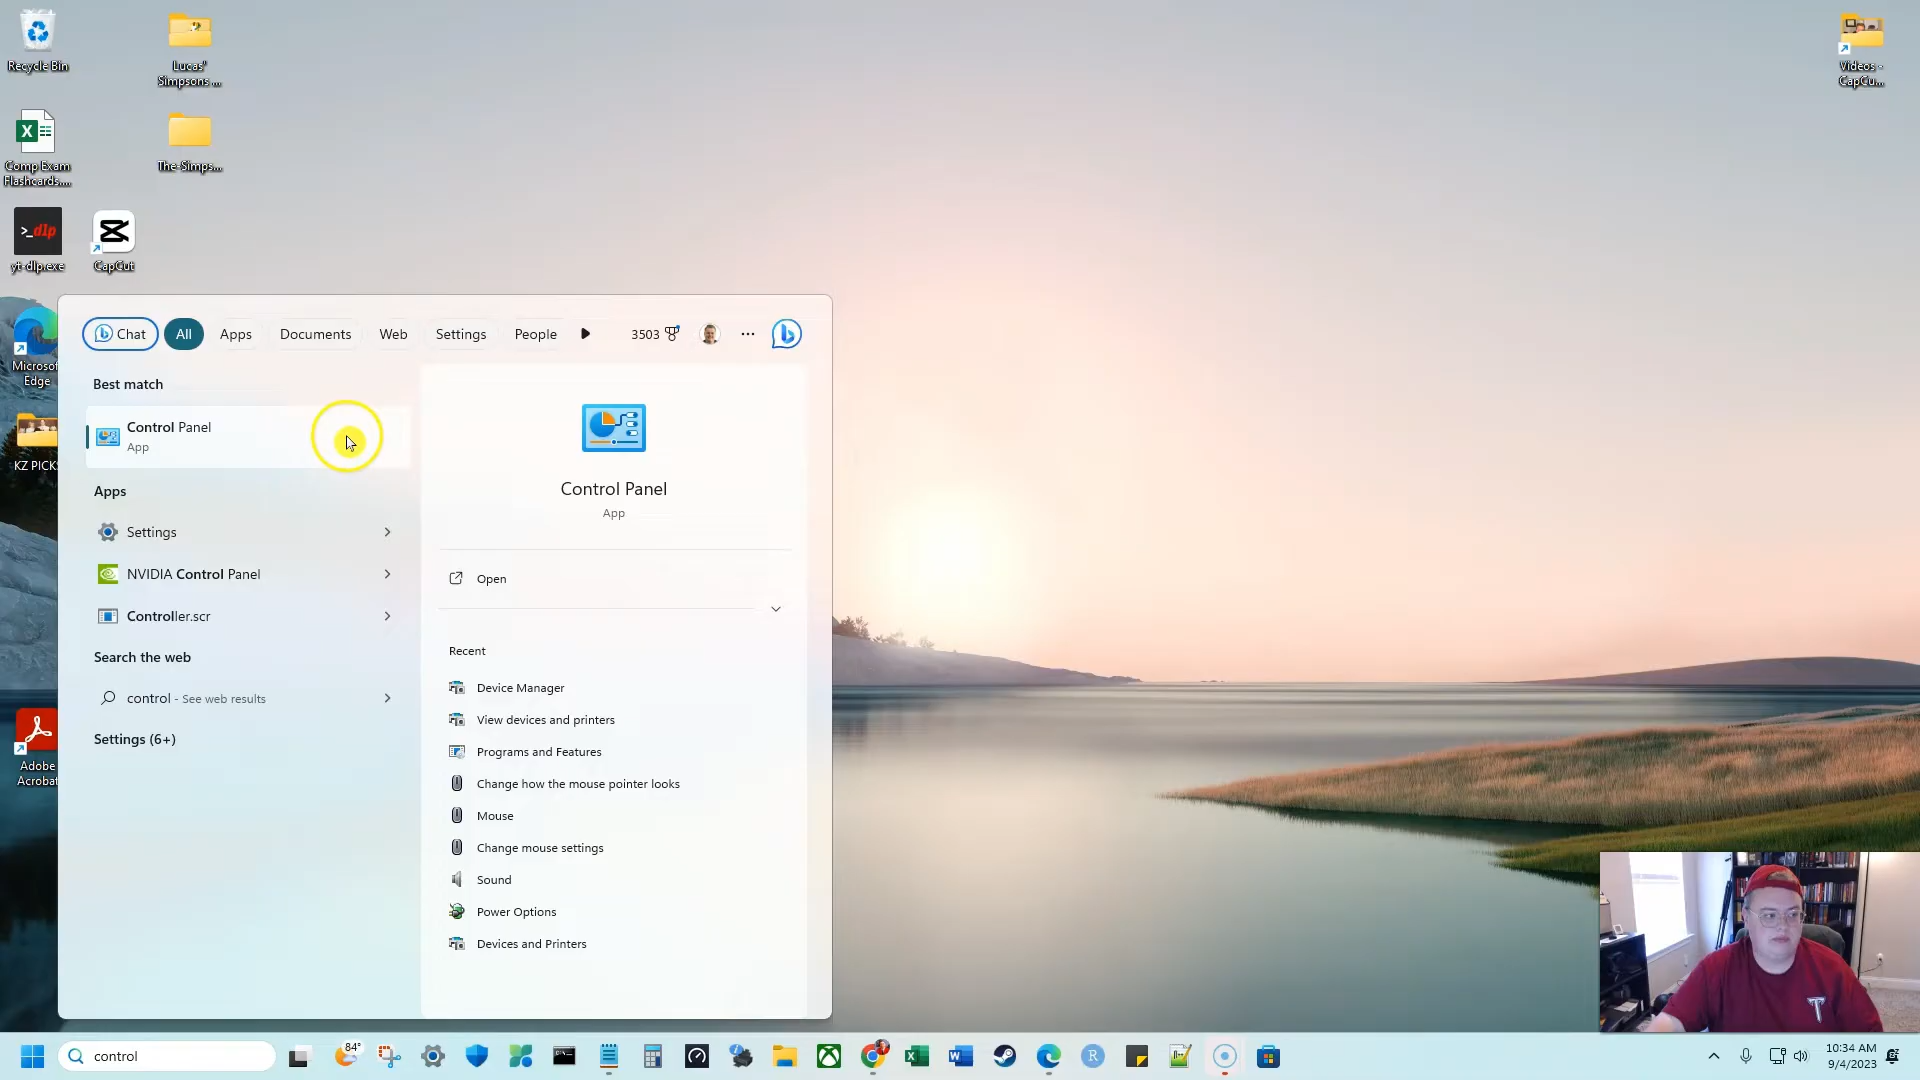 Recycle Bin
Lucas'
Simpsons ...
Videos -
CapCu...
Comp Exam
Flashcards....
The-Simps...
>_dlp
yt-dlp.exe
CapCut
Microsof
Edge
KZ PICKS
Adobe
Acrobat
Chat
All
Apps
Documents
Web
Settings
People
3503
Best match
Control Panel
App
Apps
Settings
NVIDIA Control Panel
Controller.scr
Search the web
control - See web results
Settings (6+)
Control Panel
App
Open
Recent
Device Manager
View devices and printers
Programs and Features
Change how the mouse pointer looks
Mouse
Change mouse settings
Sound
Power Options
Devices and Printers
control
84°
10:34 AM
9/4/2023